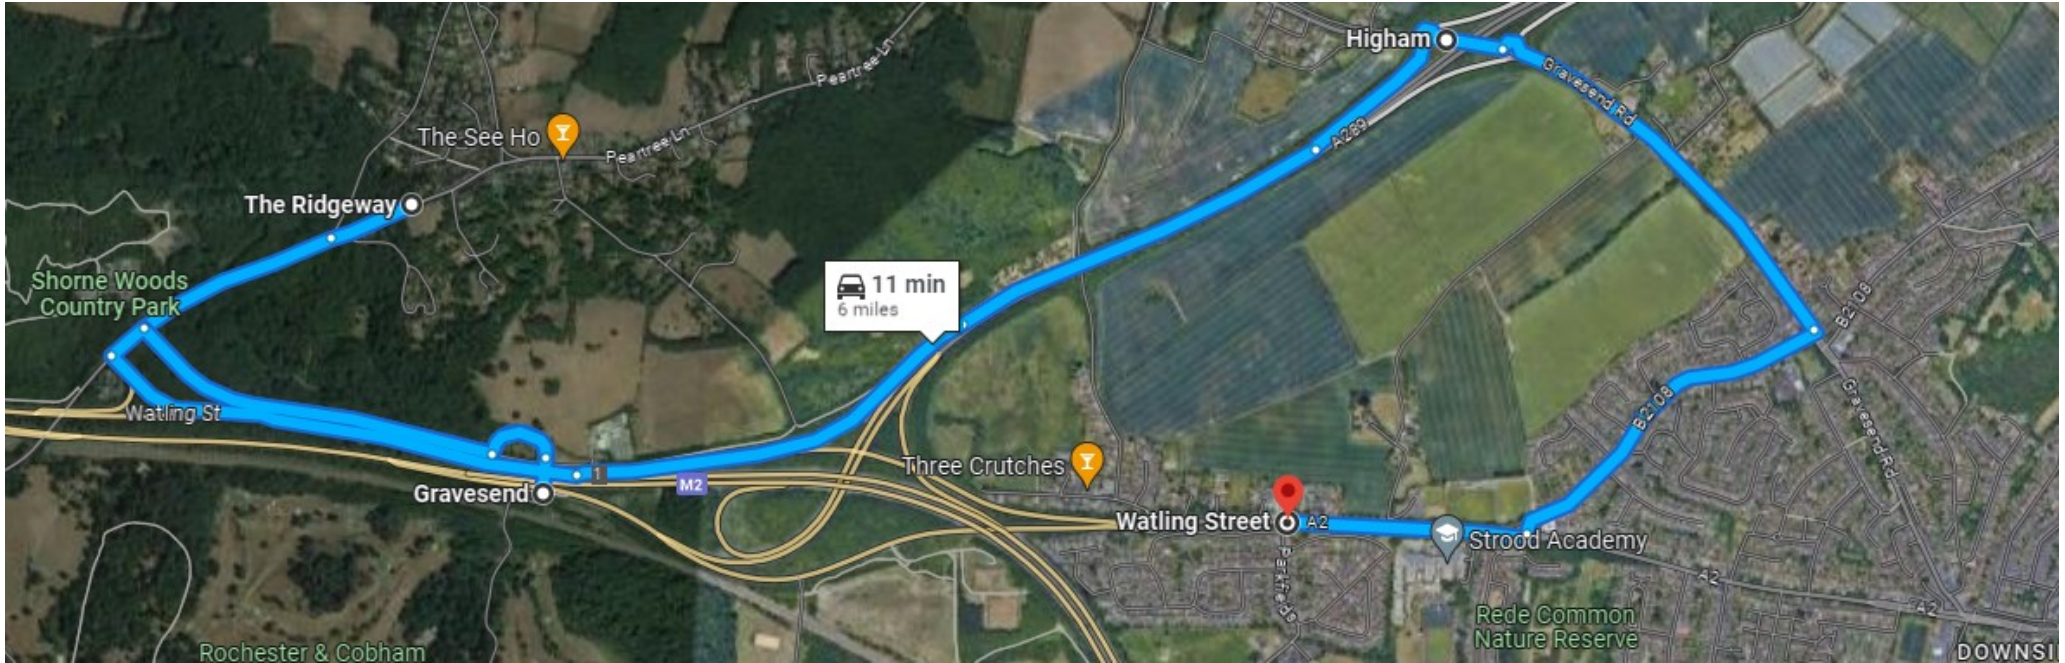 Higham
Gravesend Rd
Peartree Ln
The See Ho
Peartree Ln
A289
The Ridgeway
Shorne Woods
Country Park
11 min
6 miles
B2108
Watling St
B2108
Gravesend Rd
Three Crutches
1
M2
Gravesend
Watling Street
A2
Strood Academy
Parkfields
A2
A2
Rede Common
Nature Reserve
Rochester & Cobham
DOWNSI